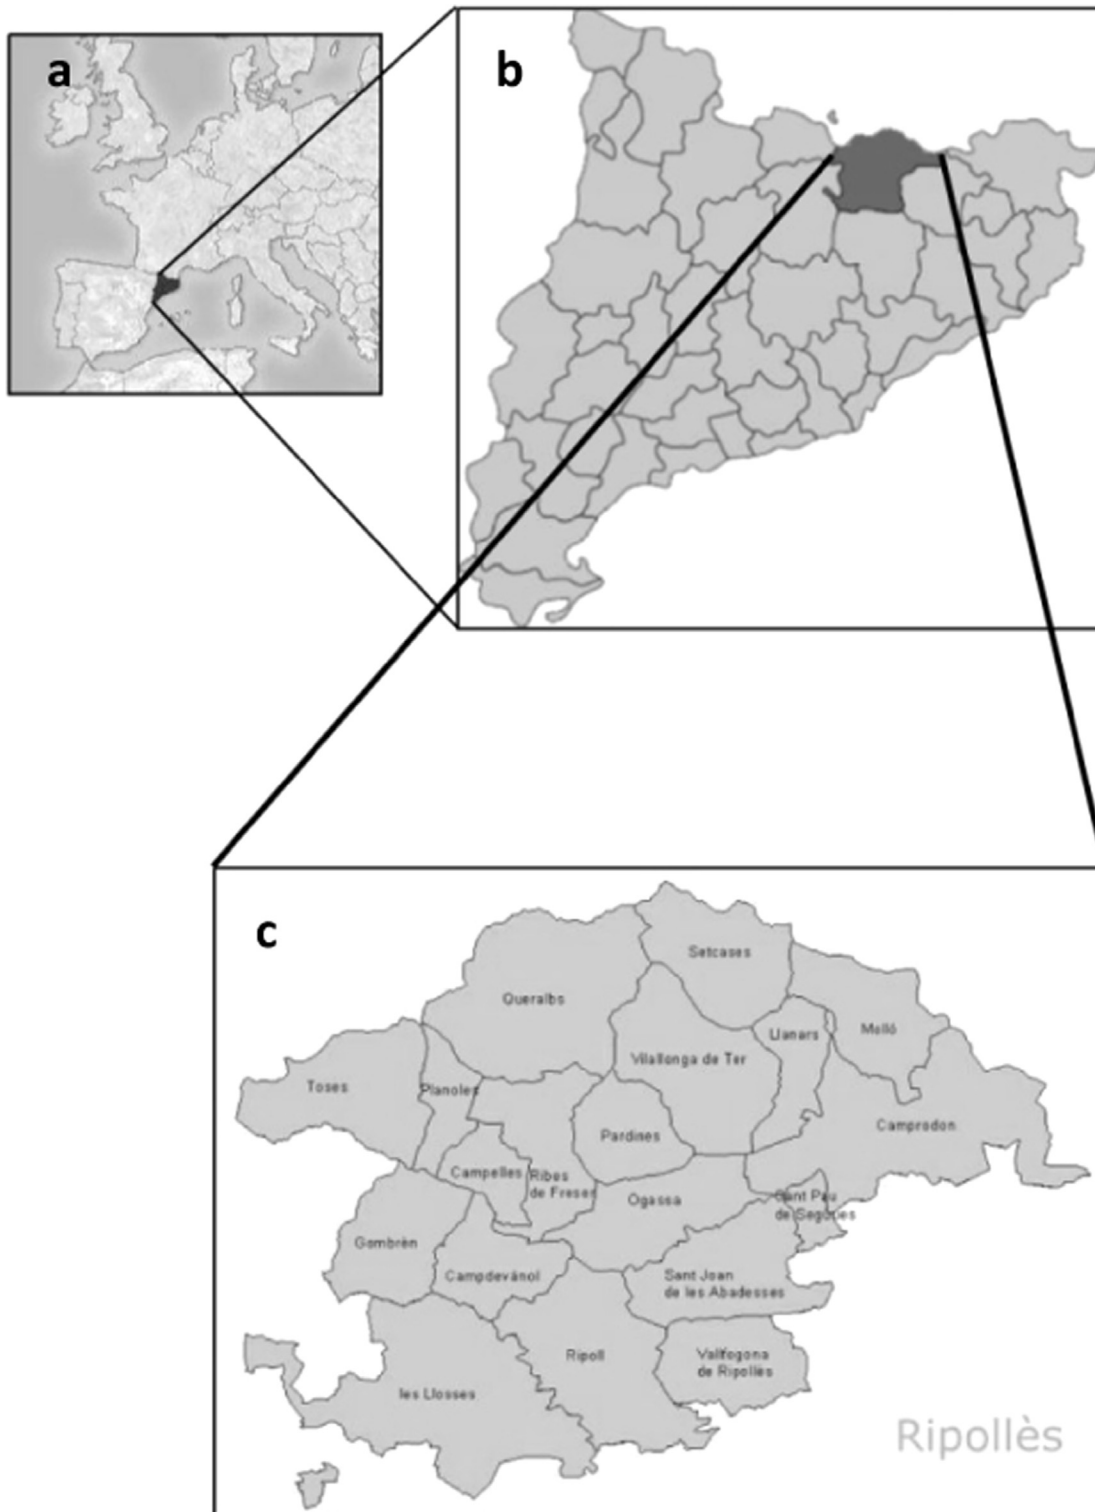 a
b
c
Setcases
Queralbs
Llanars
Molló
Vilallonga de Ter
Toses
Planoles
Camprodon
Pardines
Campelles
Ribes
de Freser
Ogassa
Sant Pau
de Segúries
Gombrèn
Campdevànol
Sant Joan
de les Abadesses
Ripoll
Vallfogona
de Ripollès
les Llosses
Ripollès